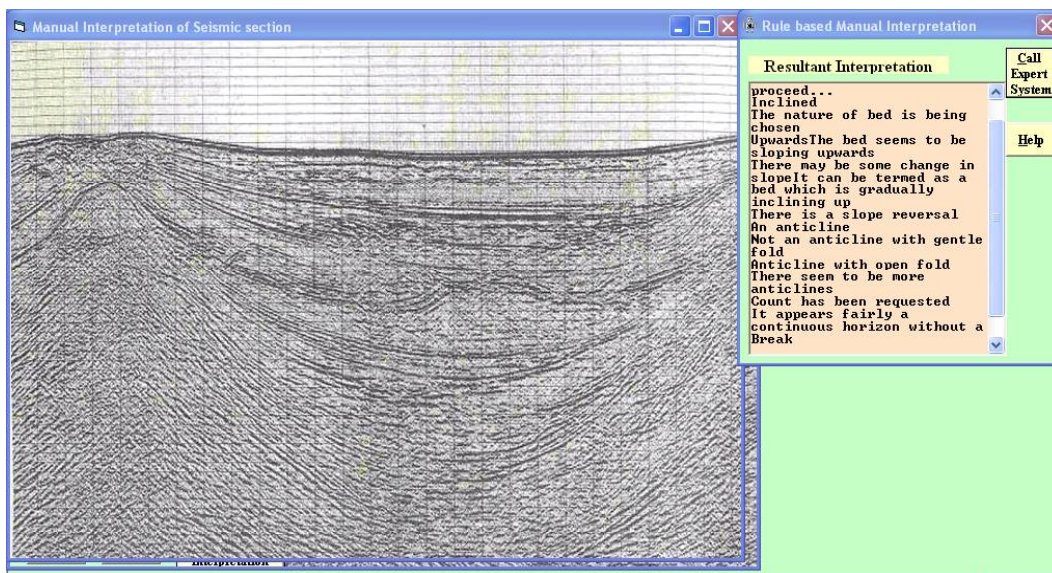 Manual Interpretation of Seismic section
Rule based Manual Interpretation
Resultant Interpretation
Call
Expert
System
Help
proceed...
Inclined
The nature of bed is being
chosen
UpwardsThe bed seems to be
sloping upwards
There may be some change in
slopeIt can be termed as a
bed which is gradually
inclining up
There is a slope reversal
An anticline
Not an anticline with gentle
fold
Anticline with open fold
There seem to be more
anticlines
Count has been requested
It appears fairly a
continuous horizon without a
Break
Interpretation